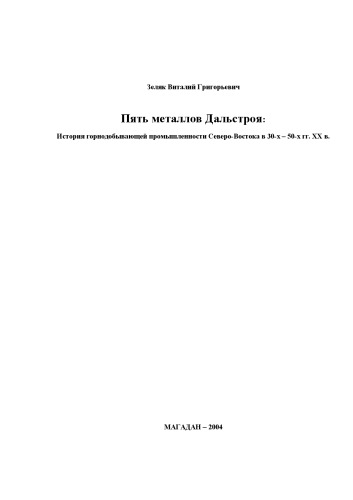 Зеляк Виталий Григорьевич
Пять металлов Дальстроя:
История горнодобывающей промышленности Северо-Востока в 30-х – 50-х гг. XX в.
МАГАДАН – 2004